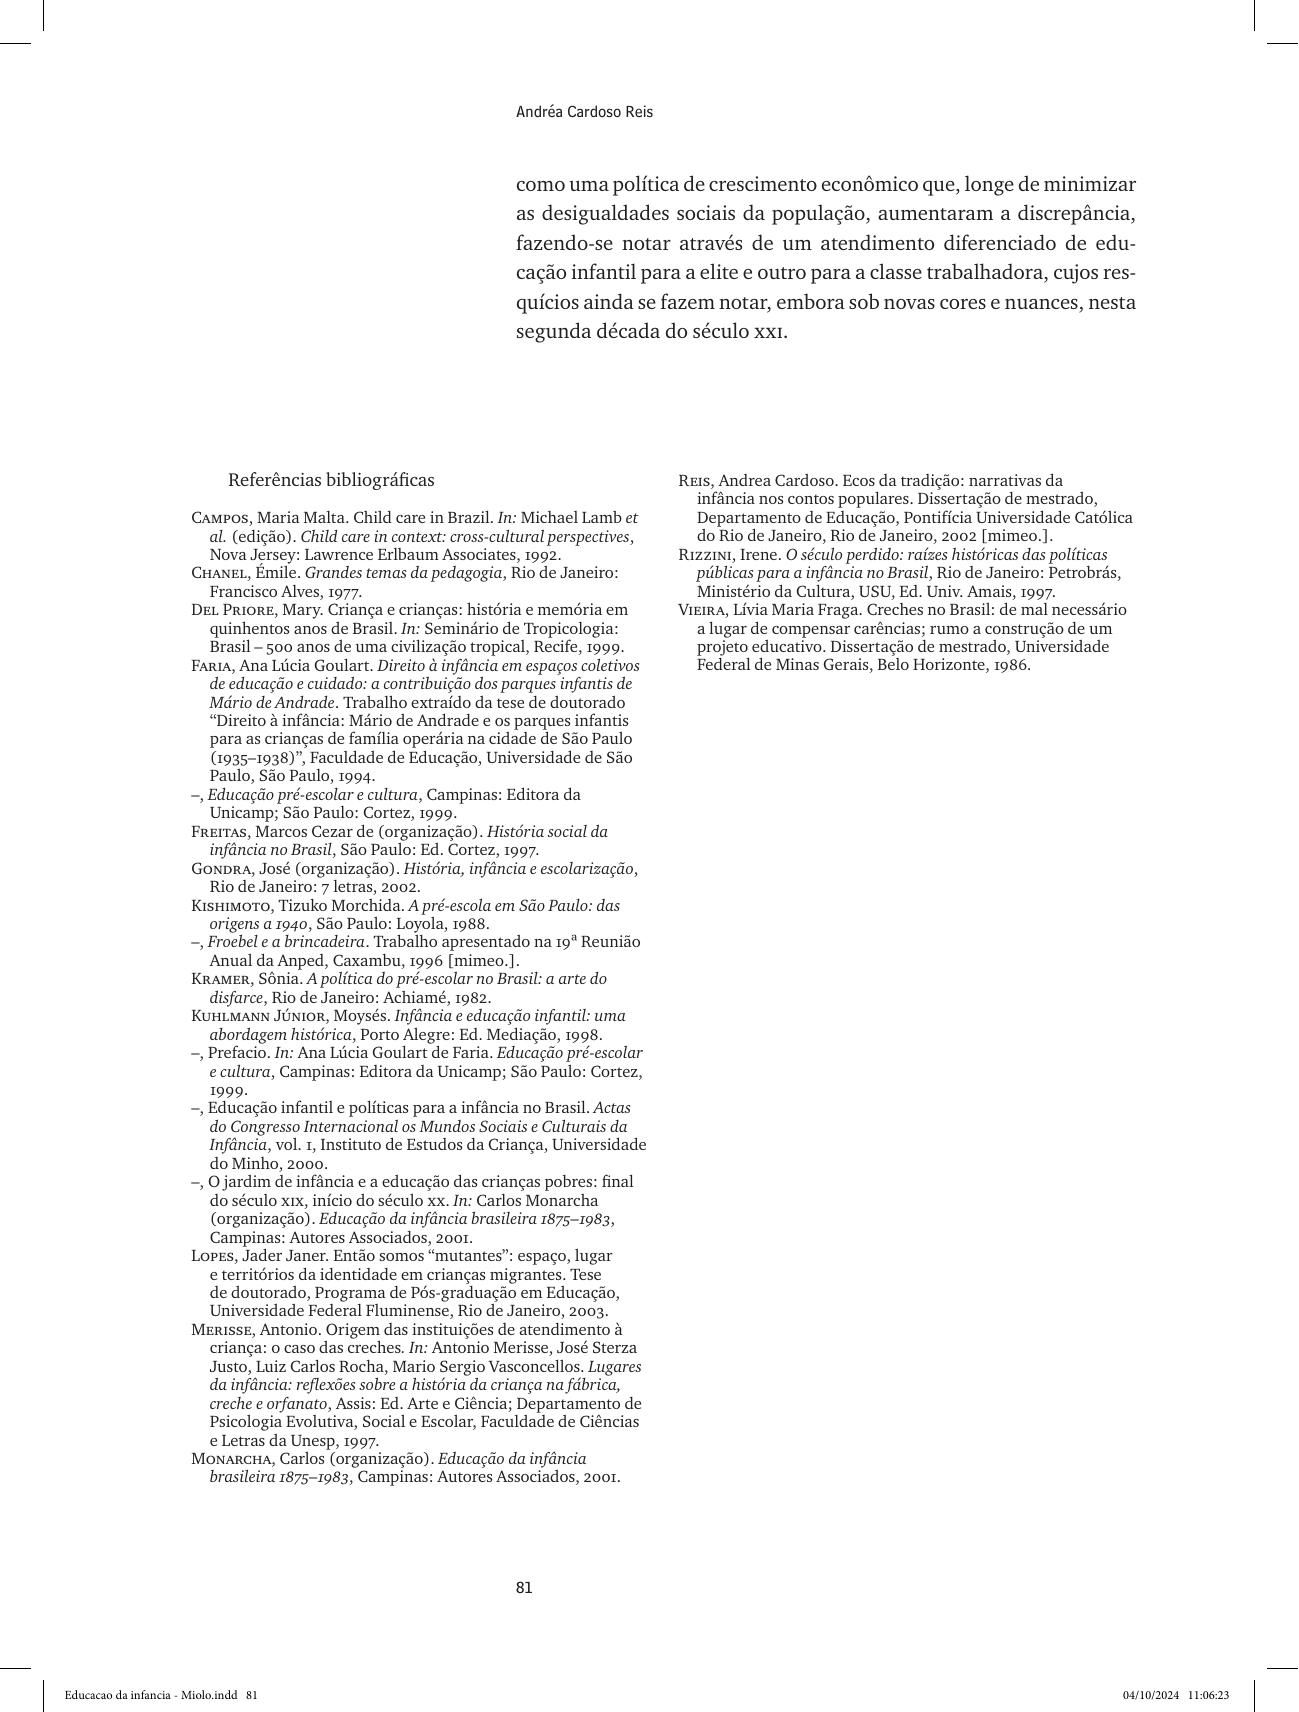 Andréa Cardoso Reis
como uma política de crescimento econômico que, longe de minimizar
as desigualdades sociais da população, aumentaram a discrepância,
fazendo-se notar através de um atendimento diferenciado de edu-
cação infantil para a elite e outro para a classe trabalhadora, cujos res-
quícios ainda se fazem notar, embora sob novas cores e nuances, nesta
segunda década do século XXI.
Referências bibliográficas
CAMPOS, Maria Malta. Child care in Brazil. In: Michael Lamb et
al. (edição). Child care in context: cross-cultural perspectives,
Nova Jersey: Lawrence Erlbaum Associates, 1992.
CHANEL, Émile. Grandes temas da pedagogia, Rio de Janeiro:
Francisco Alves, 1977.
DEL PRIORE, Mary. Criança e crianças: história e memória em
quinhentos anos de Brasil. In: Seminário de Tropicologia:
Brasil – 500 anos de uma civilização tropical, Recife, 1999.
FARIA, Ana Lúcia Goulart. Direito à infância em espaços coletivos
de educação e cuidado: a contribuição dos parques infantis de
Mário de Andrade. Trabalho extraído da tese de doutorado
“Direito à infância: Mário de Andrade e os parques infantis
para as crianças de família operária na cidade de São Paulo
(1935–1938)”, Faculdade de Educação, Universidade de São
Paulo, São Paulo, 1994.
–, Educação pré-escolar e cultura, Campinas: Editora da
Unicamp; São Paulo: Cortez, 1999.
FREITAS, Marcos Cezar de (organização). História social da
infância no Brasil, São Paulo: Ed. Cortez, 1997.
GONDRA, José (organização). História, infância e escolarização,
Rio de Janeiro: 7 letras, 2002.
KISHIMOTO, Tizuko Morchida. A pré-escola em São Paulo: das
origens a 1940, São Paulo: Loyola, 1988.
–, Froebel e a brincadeira. Trabalho apresentado na 19ª Reunião
Anual da Anped, Caxambu, 1996 [mimeo.].
KRAMER, Sônia. A política do pré-escolar no Brasil: a arte do
disfarce, Rio de Janeiro: Achiamé, 1982.
KUHLMANN JÚNIOR, Moysés. Infância e educação infantil: uma
abordagem histórica, Porto Alegre: Ed. Mediação, 1998.
–, Prefacio. In: Ana Lúcia Goulart de Faria. Educação pré-escolar
e cultura, Campinas: Editora da Unicamp; São Paulo: Cortez,
1999.
–, Educação infantil e políticas para a infância no Brasil. Actas
do Congresso Internacional os Mundos Sociais e Culturais da
Infância, vol. 1, Instituto de Estudos da Criança, Universidade
do Minho, 2000.
–, O jardim de infância e a educação das crianças pobres: final
do século XIX, início do século XX. In: Carlos Monarcha
(organização). Educação da infância brasileira 1875–1983,
Campinas: Autores Associados, 2001.
LOPES, Jader Janer. Então somos “mutantes”: espaço, lugar
e territórios da identidade em crianças migrantes. Tese
de doutorado, Programa de Pós-graduação em Educação,
Universidade Federal Fluminense, Rio de Janeiro, 2003.
MERISSE, Antonio. Origem das instituições de atendimento à
criança: o caso das creches. In: Antonio Merisse, José Sterza
Justo, Luiz Carlos Rocha, Mario Sergio Vasconcellos. Lugares
da infância: reflexões sobre a história da criança na fábrica,
creche e orfanato, Assis: Ed. Arte e Ciência; Departamento de
Psicologia Evolutiva, Social e Escolar, Faculdade de Ciências
e Letras da Unesp, 1997.
MONARCHA, Carlos (organização). Educação da infância
brasileira 1875–1983, Campinas: Autores Associados, 2001.
REIS, Andrea Cardoso. Ecos da tradição: narrativas da
infância nos contos populares. Dissertação de mestrado,
Departamento de Educação, Pontifícia Universidade Católica
do Rio de Janeiro, Rio de Janeiro, 2002 [mimeo.].
RIZZINI, Irene. O século perdido: raízes históricas das políticas
públicas para a infância no Brasil, Rio de Janeiro: Petrobrás,
Ministério da Cultura, USU, Ed. Univ. Amais, 1997.
VIEIRA, Lívia Maria Fraga. Creches no Brasil: de mal necessário
a lugar de compensar carências; rumo a construção de um
projeto educativo. Dissertação de mestrado, Universidade
Federal de Minas Gerais, Belo Horizonte, 1986.
81
Educacao da infancia - Miolo.indd 81
04/10/2024 11:06:23